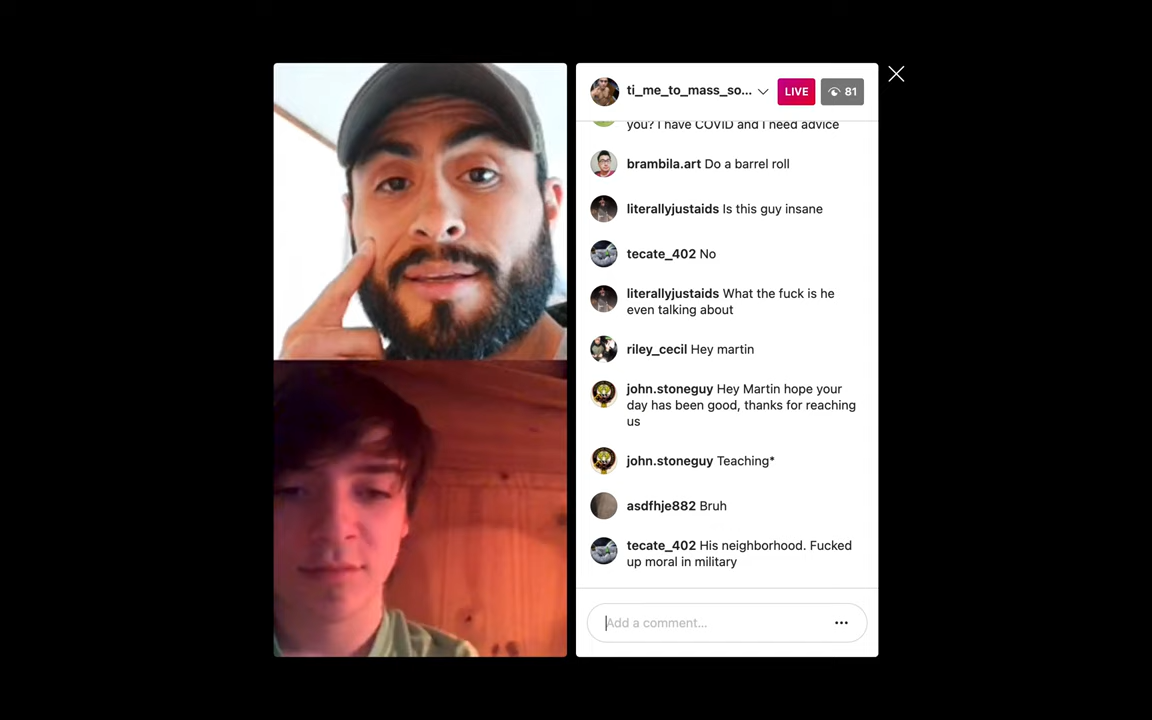 ti_me_to_mass_so...
LIVE
81
you? I have COVID and I need advice
brambila.art Do a barrel roll
literallyjustaids Is this guy insane
tecate_402 No
literallyjustaids What the fuck is he
even talking about
riley_cecil Hey martin
john.stoneguy Hey Martin hope your
day has been good, thanks for reaching
us
john.stoneguy Teaching*
asdfhje882 Bruh
tecate_402 His neighborhood. Fucked
up moral in military
Add a comment...